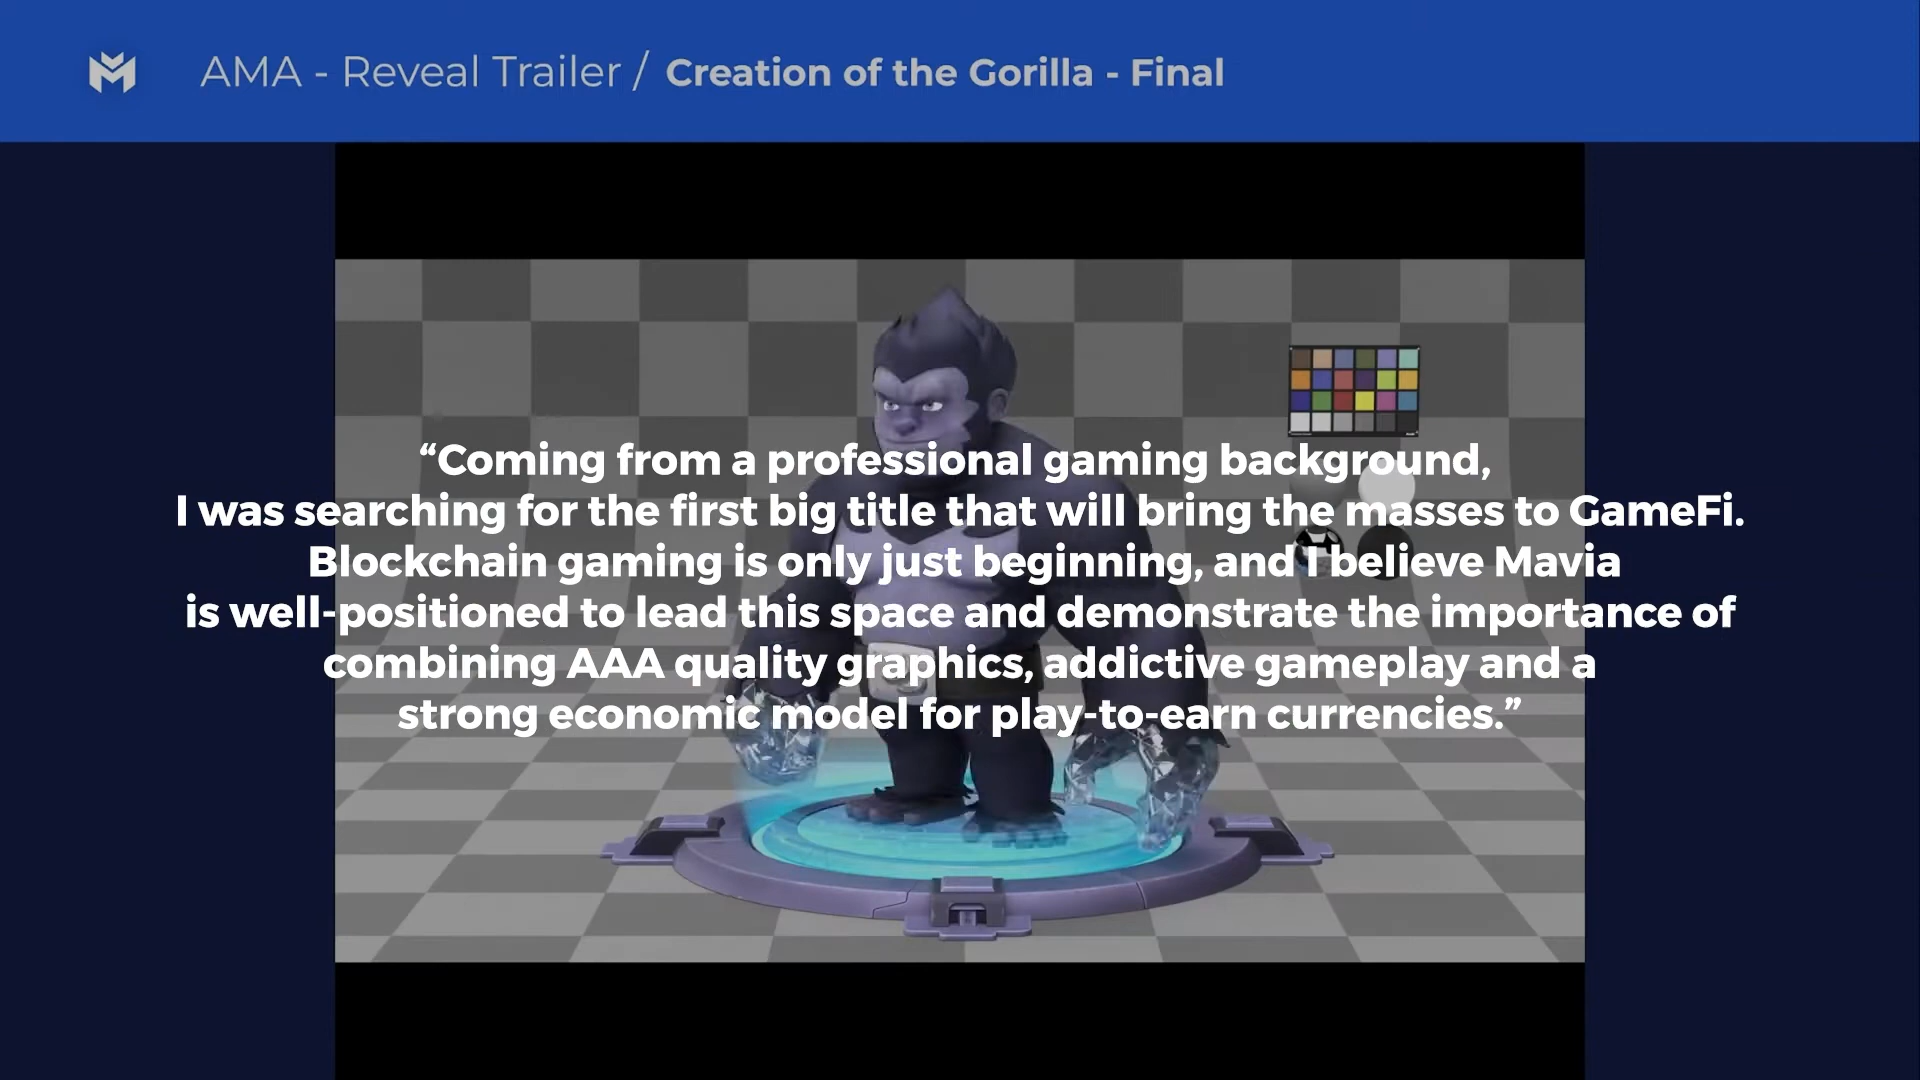 AMA - Reveal Trailer / Creation of the Gorilla - Final
“Coming from a professional gaming background,
I was searching for the first big title that will bring the masses to GameFi.
Blockchain gaming is only just beginning, and I believe Mavia
is well-positioned to lead this space and demonstrate the importance of
combining AAA quality graphics, addictive gameplay and a
strong economic model for play-to-earn currencies.”